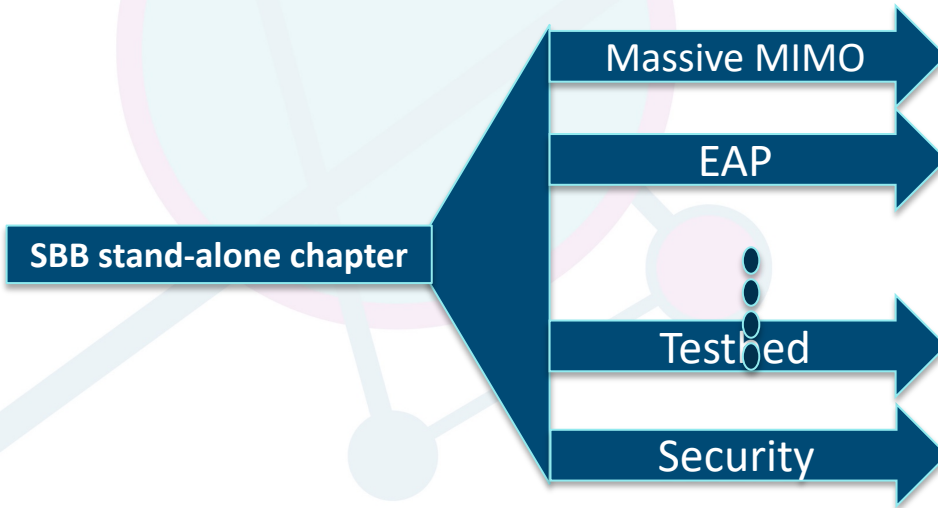 Massive MIMO
EAP
SBB stand-alone chapter
Testbed
Security